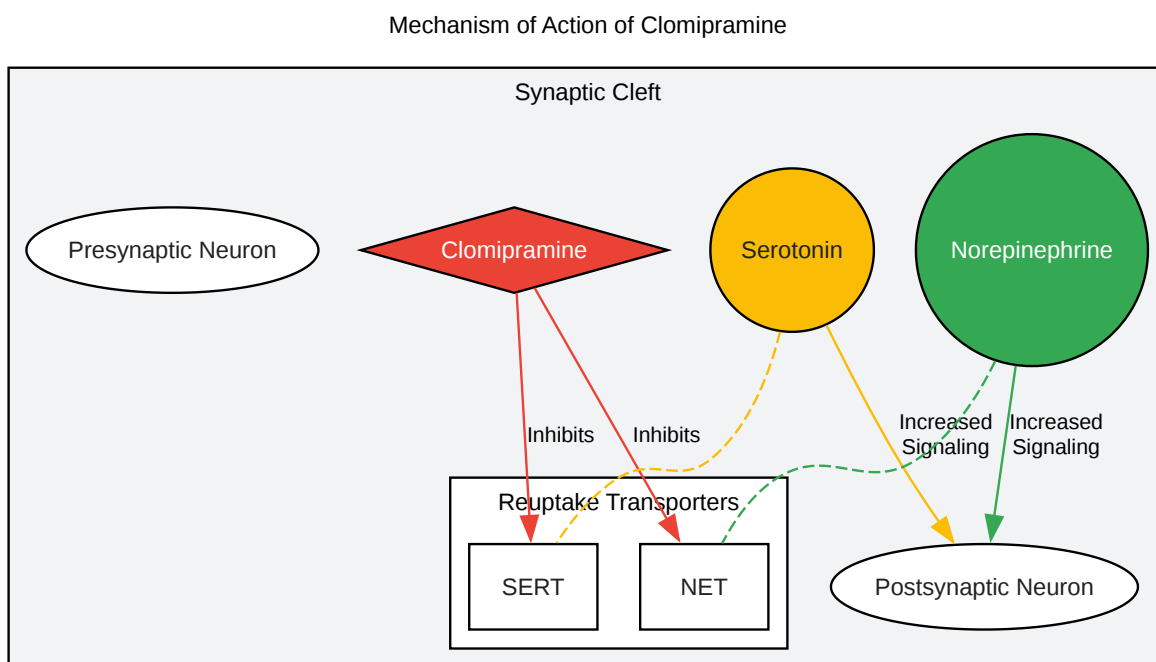 Mechanism of Action of Clomipramine
Synaptic Cleft
Presynaptic Neuron
Clomipramine
Serotonin
Norepinephrine
Inhibits
Inhibits
Increased
Signaling
Increased
Signaling
Reuptake Transporters
SERT
NET
Postsynaptic Neuron